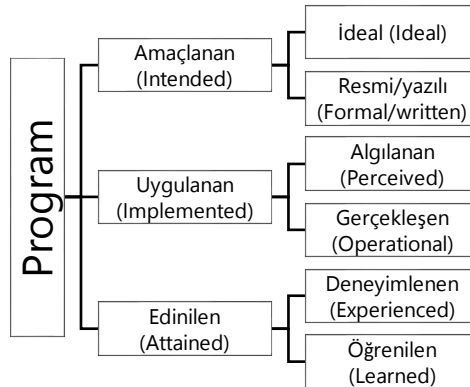 Program
Amaçlanan
(Intended)
İdeal (Ideal)
Resmi/yazılı
(Formal/written)
Uygulanan
(Implemented)
Algılanan
(Perceived)
Gerçekleşen
(Operational)
Edinilen
(Attained)
Deneyimlenen
(Experienced)
Öğrenilen
(Learned)